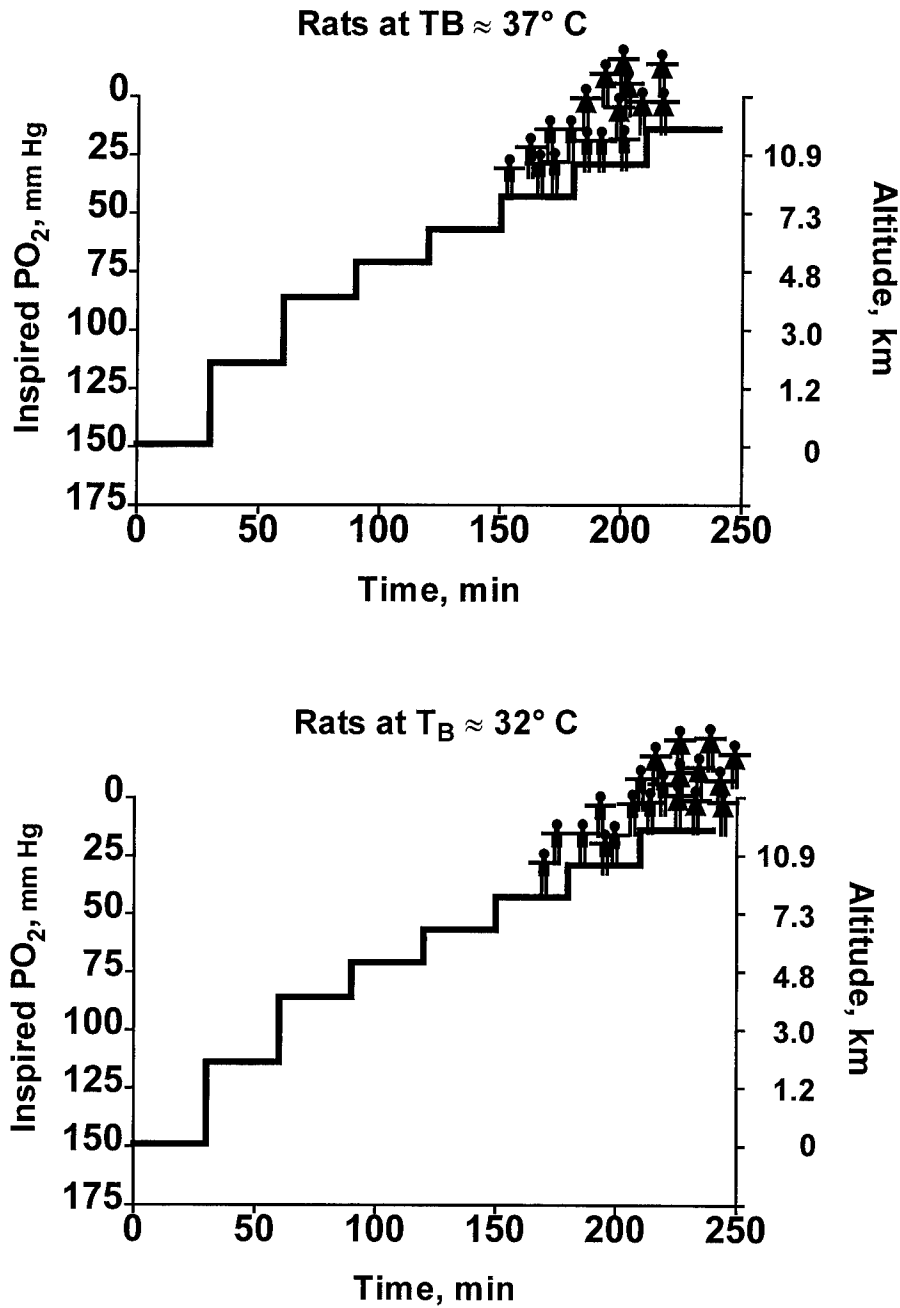 Rats at TB ≈ 37° C
0
25
50
75
100
125
150
175
Inspired PO₂, mm Hg
10.9
7.3
4.8
3.0
1.2
0
Altitude, km
0 50 100 150 200 250
Time, min
Rats at T_B ≈ 32° C
0
25
50
75
100
125
150
175
Inspired PO₂, mm Hg
10.9
7.3
4.8
3.0
1.2
0
Altitude, km
0 50 100 150 200 250
Time, min